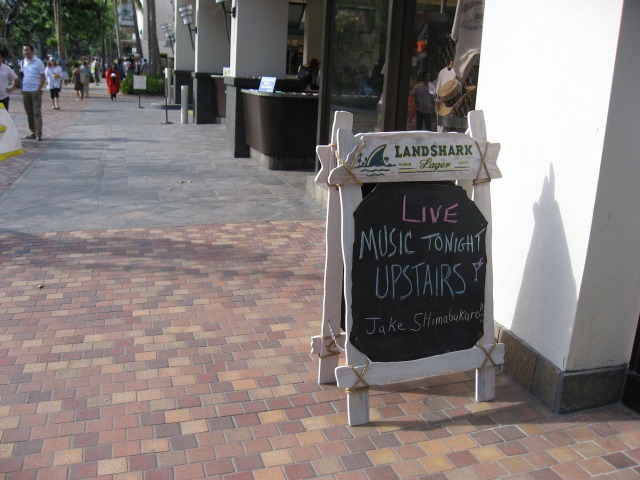 LANDSHARK
Lager
LIVE
MUSIC TONIGHT
UPSTAIRS
Jake SHimabukuro!